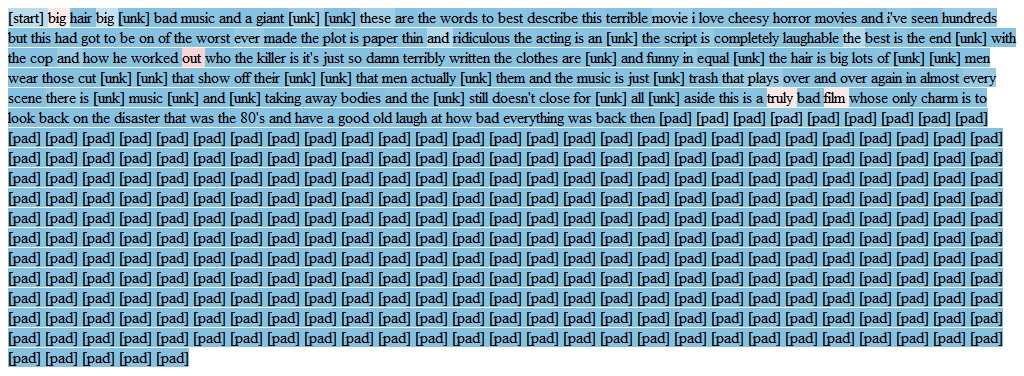 [start] big hair big [unk] bad music and a giant [unk] [unk] these are the words to best describe this terrible movie i love cheesy horror movies and i've seen hundreds
but this had got to be on of the worst ever made the plot is paper thin and ridiculous the acting is an [unk] the script is completely laughable the best is the end [unk] with
the cop and how he worked out who the killer is it's just so damn terribly written the clothes are [unk] and funny in equal [unk] the hair is big lots of [unk] [unk] men
wear those cut [unk] [unk] that show off their [unk] [unk] that men actually [unk] them and the music is just [unk] trash that plays over and over again in almost every
scene there is [unk] music [unk] and [unk] taking away bodies and the [unk] still doesn't close for [unk] all [unk] aside this is a truly bad film whose only charm is to
look back on the disaster that was the 80's and have a good old laugh at how bad everything was back then [pad] [pad] [pad] [pad] [pad] [pad] [pad] [pad] [pad]
[pad] [pad] [pad] [pad] [pad] [pad] [pad] [pad] [pad] [pad] [pad] [pad] [pad] [pad] [pad] [pad] [pad] [pad] [pad] [pad] [pad] [pad] [pad] [pad] [pad] [pad] [pad]
[pad] [pad] [pad] [pad] [pad] [pad] [pad] [pad] [pad] [pad] [pad] [pad] [pad] [pad] [pad] [pad] [pad] [pad] [pad] [pad] [pad] [pad] [pad] [pad] [pad] [pad] [pad]
[pad] [pad] [pad] [pad] [pad] [pad] [pad] [pad] [pad] [pad] [pad] [pad] [pad] [pad] [pad] [pad] [pad] [pad] [pad] [pad] [pad] [pad] [pad] [pad] [pad] [pad] [pad]
[pad] [pad] [pad] [pad] [pad] [pad] [pad] [pad] [pad] [pad] [pad] [pad] [pad] [pad] [pad] [pad] [pad] [pad] [pad] [pad] [pad] [pad] [pad] [pad] [pad] [pad] [pad]
[pad] [pad] [pad] [pad] [pad] [pad] [pad] [pad] [pad] [pad] [pad] [pad] [pad] [pad] [pad] [pad] [pad] [pad] [pad] [pad] [pad] [pad] [pad] [pad] [pad] [pad] [pad]
[pad] [pad] [pad] [pad] [pad] [pad] [pad] [pad] [pad] [pad] [pad] [pad] [pad] [pad] [pad] [pad] [pad] [pad] [pad] [pad] [pad] [pad] [pad] [pad] [pad] [pad] [pad]
[pad] [pad] [pad] [pad] [pad] [pad] [pad] [pad] [pad] [pad] [pad] [pad] [pad] [pad] [pad] [pad] [pad] [pad] [pad] [pad] [pad] [pad] [pad] [pad] [pad] [pad] [pad]
[pad] [pad] [pad] [pad] [pad] [pad] [pad] [pad] [pad] [pad] [pad] [pad] [pad] [pad] [pad] [pad] [pad] [pad] [pad] [pad] [pad] [pad] [pad] [pad] [pad] [pad] [pad]
[pad] [pad] [pad] [pad] [pad] [pad] [pad] [pad] [pad] [pad] [pad] [pad] [pad] [pad] [pad] [pad] [pad] [pad] [pad] [pad] [pad] [pad] [pad] [pad] [pad] [pad] [pad]
[pad] [pad] [pad] [pad] [pad] [pad] [pad] [pad] [pad] [pad] [pad] [pad] [pad] [pad] [pad] [pad] [pad] [pad] [pad] [pad] [pad] [pad] [pad] [pad] [pad] [pad] [pad]
[pad] [pad] [pad] [pad] [pad] [pad] [pad] [pad] [pad] [pad] [pad] [pad] [pad] [pad] [pad] [pad] [pad] [pad] [pad] [pad] [pad] [pad] [pad] [pad] [pad] [pad] [pad]
[pad] [pad] [pad] [pad] [pad]